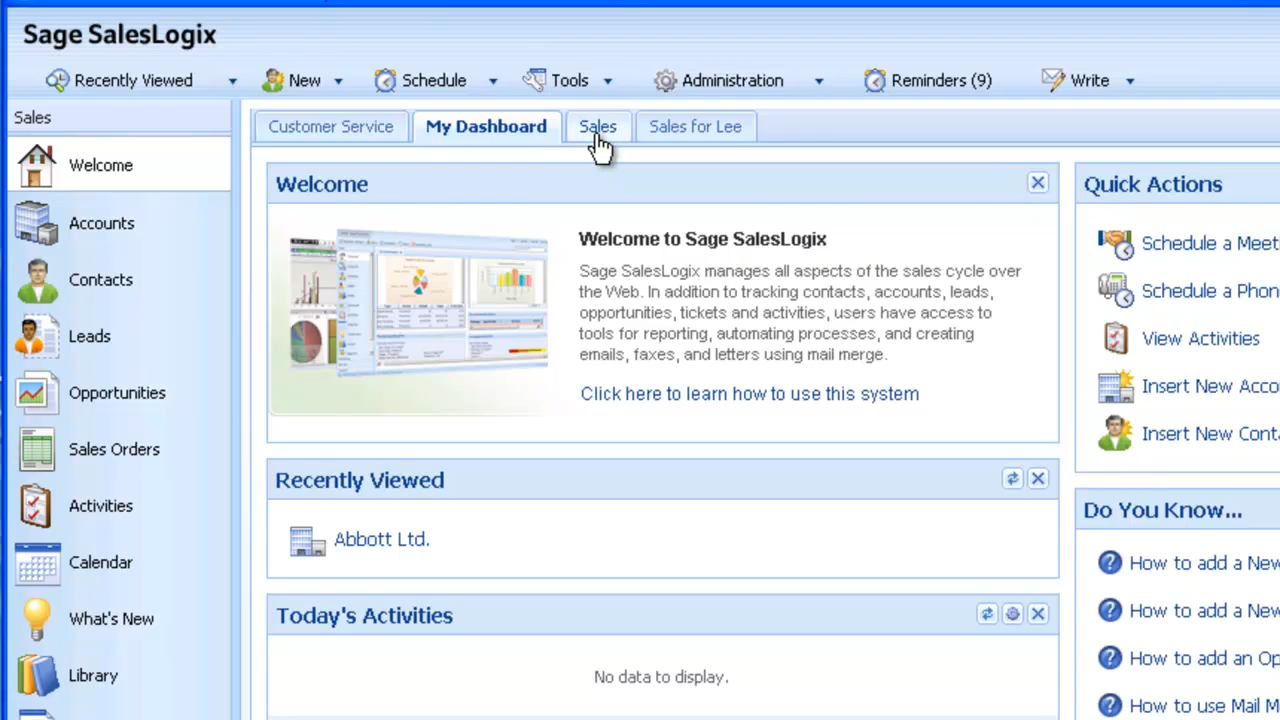 Sage SalesLogix
Recently Viewed
New
Schedule
Tools
Administration
Reminders (9)
Write
Sales
Welcome
Accounts
Contacts
Leads
Opportunities
Sales Orders
Activities
Calendar
What's New
Library
Customer Service
My Dashboard
Sales
Sales for Lee
Welcome
Welcome to Sage SalesLogix
Sage SalesLogix manages all aspects of the sales cycle over
the Web. In addition to tracking contacts, accounts, leads,
opportunities, tickets and activities, users have access to
tools for reporting, automating processes, and creating
emails, faxes, and letters using mail merge.
Click here to learn how to use this system
Recently Viewed
Abbott Ltd.
Today's Activities
No data to display.
Quick Actions
Schedule a Meeti
Schedule a Phon
View Activities
Insert New Acco
Insert New Conta
Do You Know...
How to add a New
How to add a New
How to add an Op
How to use Mail M